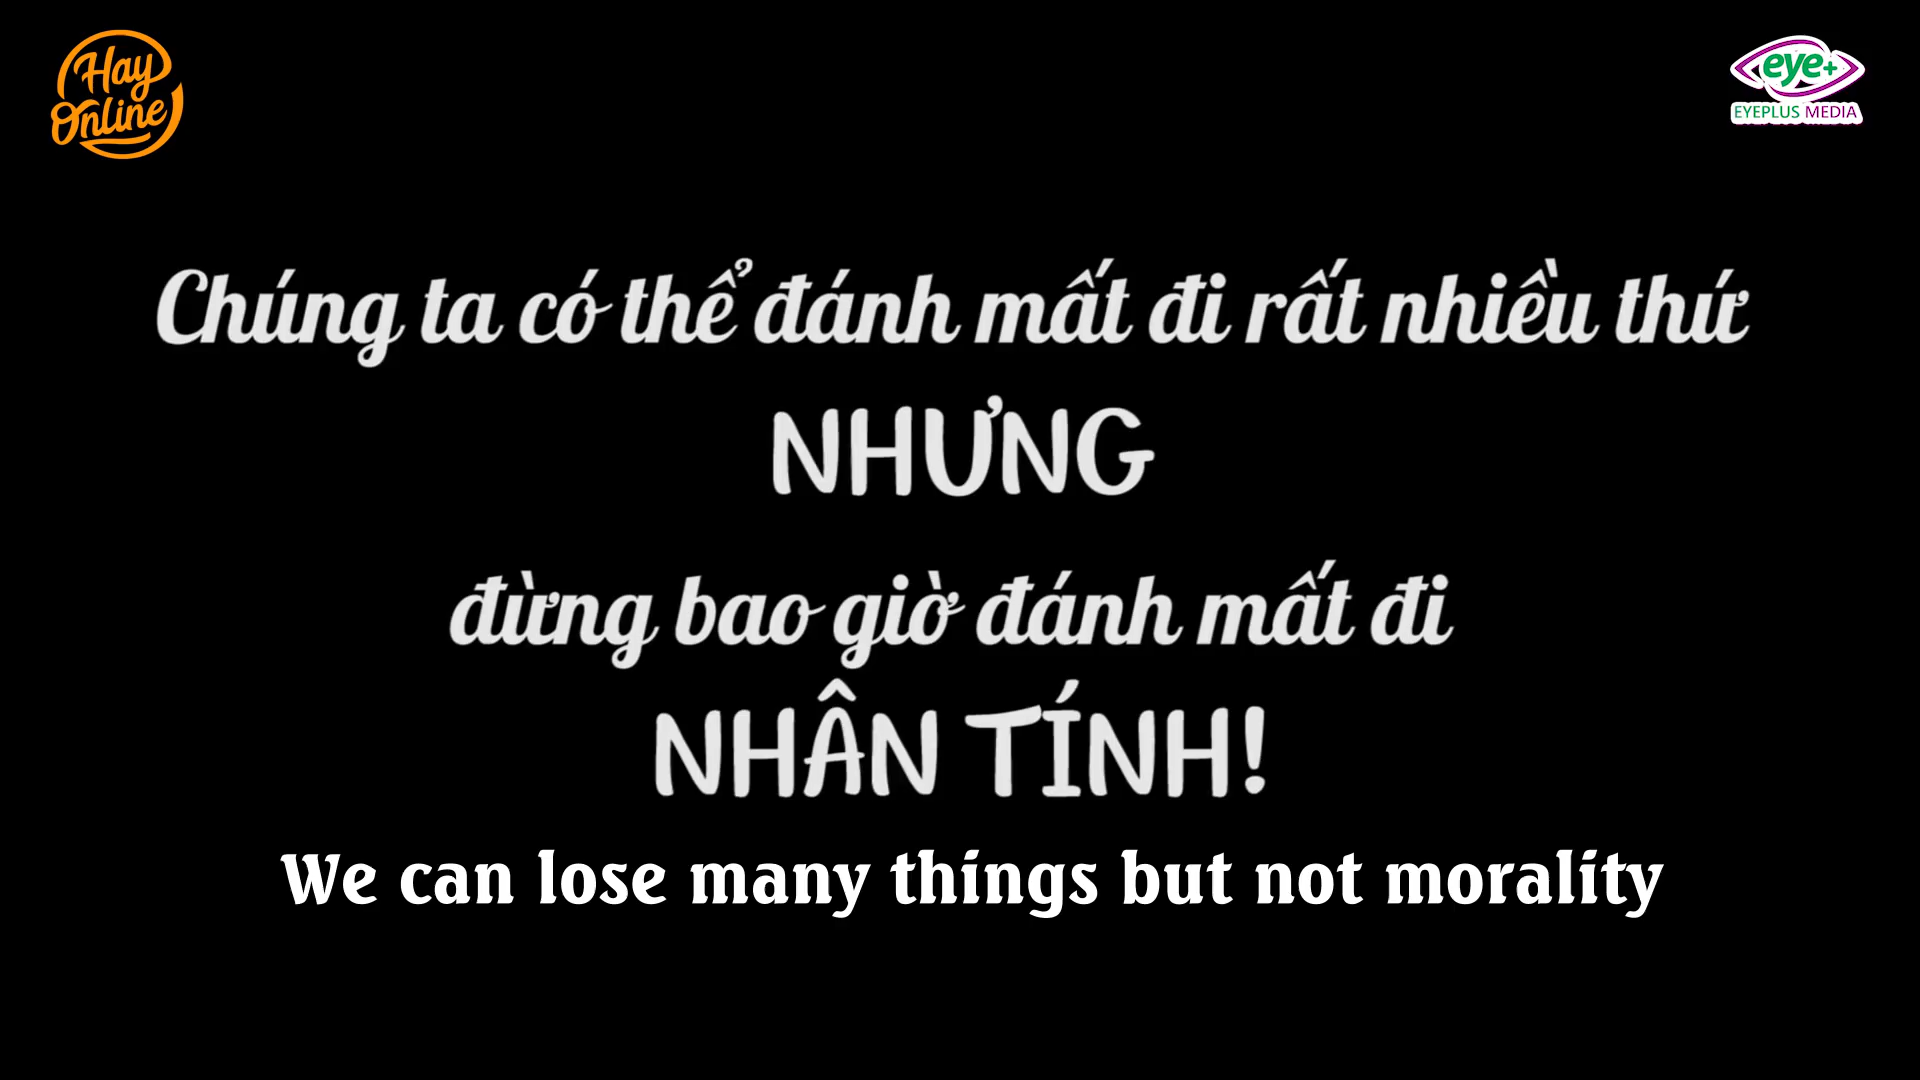 Hay
Online
eye+
EYEPLUS MEDIA
Chúng ta có thể đánh mất đi rất nhiều thứ
NHƯNG
đừng bao giờ đánh mất đi
NHÂN TÍNH!
We can lose many things but not morality